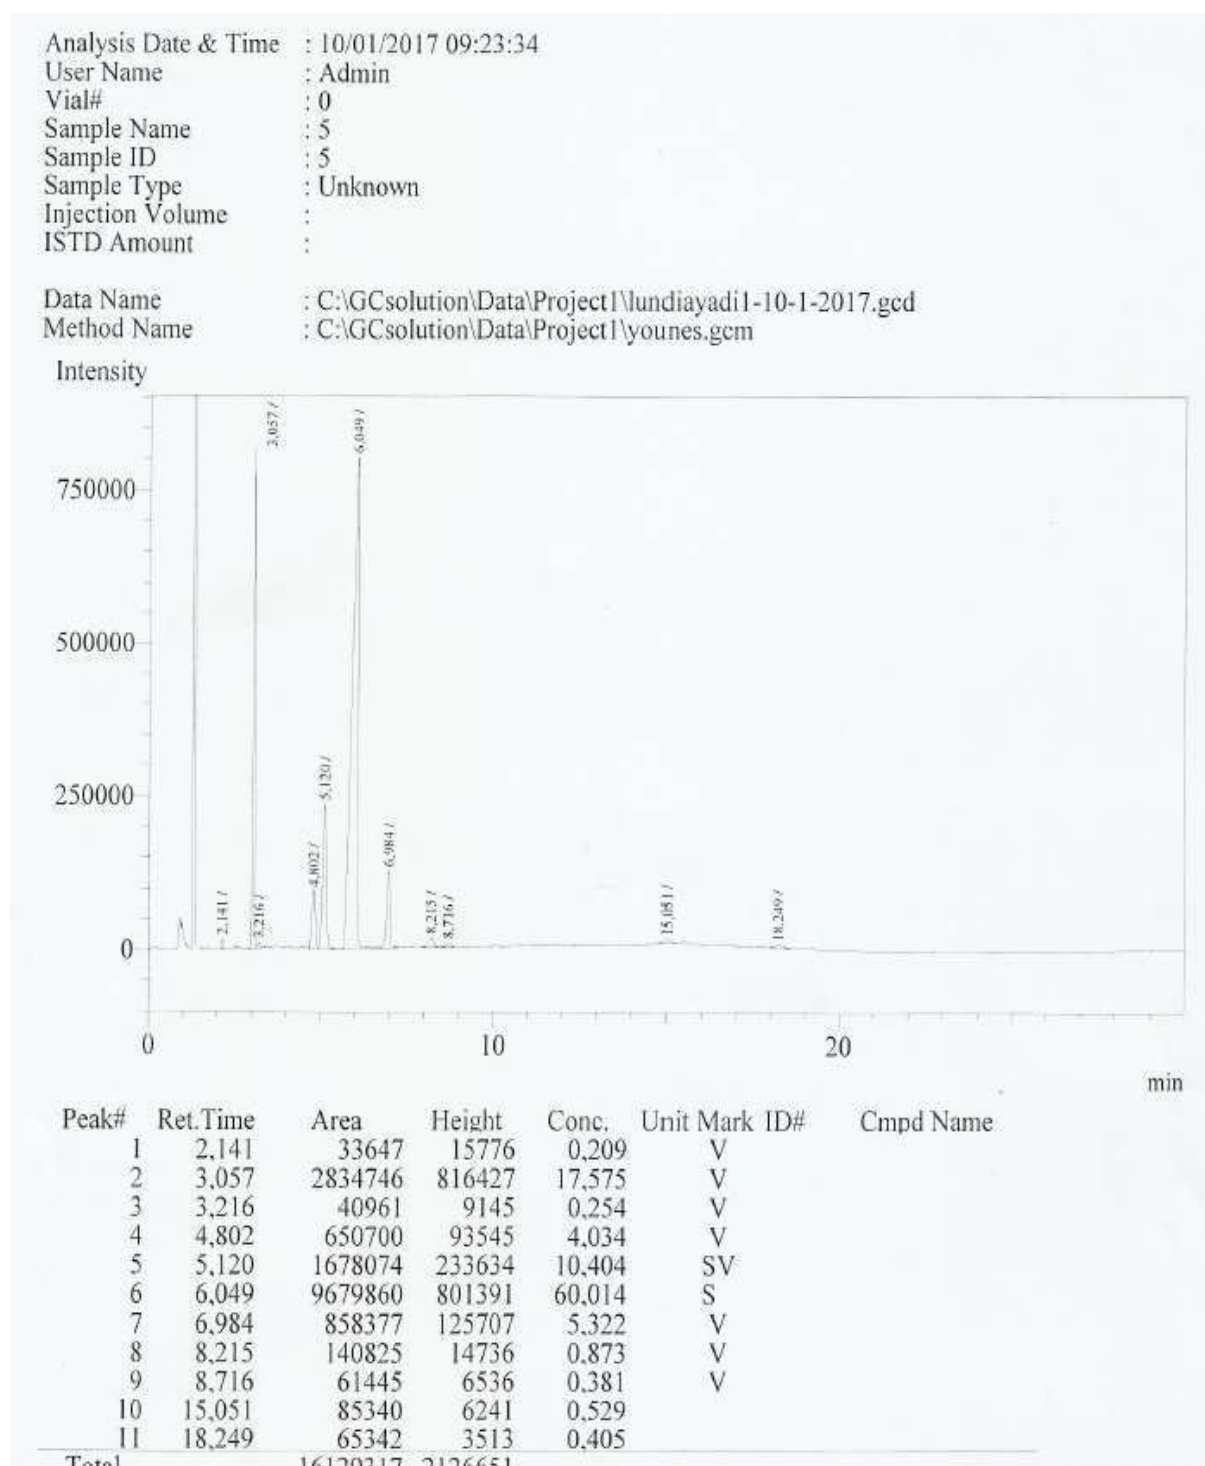 Analysis Date & Time : 10/01/2017 09:23:34
User Name : Admin
Vial# : 0
Sample Name : 5
Sample ID : 5
Sample Type : Unknown
Injection Volume :
ISTD Amount :
Data Name : C:\GCsolution\Data\Project1\lundiayadi1-10-1-2017.gcd
Method Name : C:\GCsolution\Data\Project1\younes.gcm
Intensity
3,057 /
6,049 /
750000
500000
250000
5,120 /
6,984 /
4,802 /
2,141 /
3,216 /
8,215 /
8,716 /
15,051 /
18,249 /
0
0 10 20
min
Peak# Ret.Time Area Height Conc. Unit Mark ID# Cmpd Name
1 2,141 33647 15776 0,209 V
2 3,057 2834746 816427 17,575 V
3 3,216 40961 9145 0,254 V
4 4,802 650700 93545 4,034 V
5 5,120 1678074 233634 10,404 SV
6 6,049 9679860 801391 60,014 S
7 6,984 858377 125707 5,322 V
8 8,215 140825 14736 0,873 V
9 8,716 61445 6536 0,381 V
10 15,051 85340 6241 0,529
11 18,249 65342 3513 0,405
Total 16129317 2126651